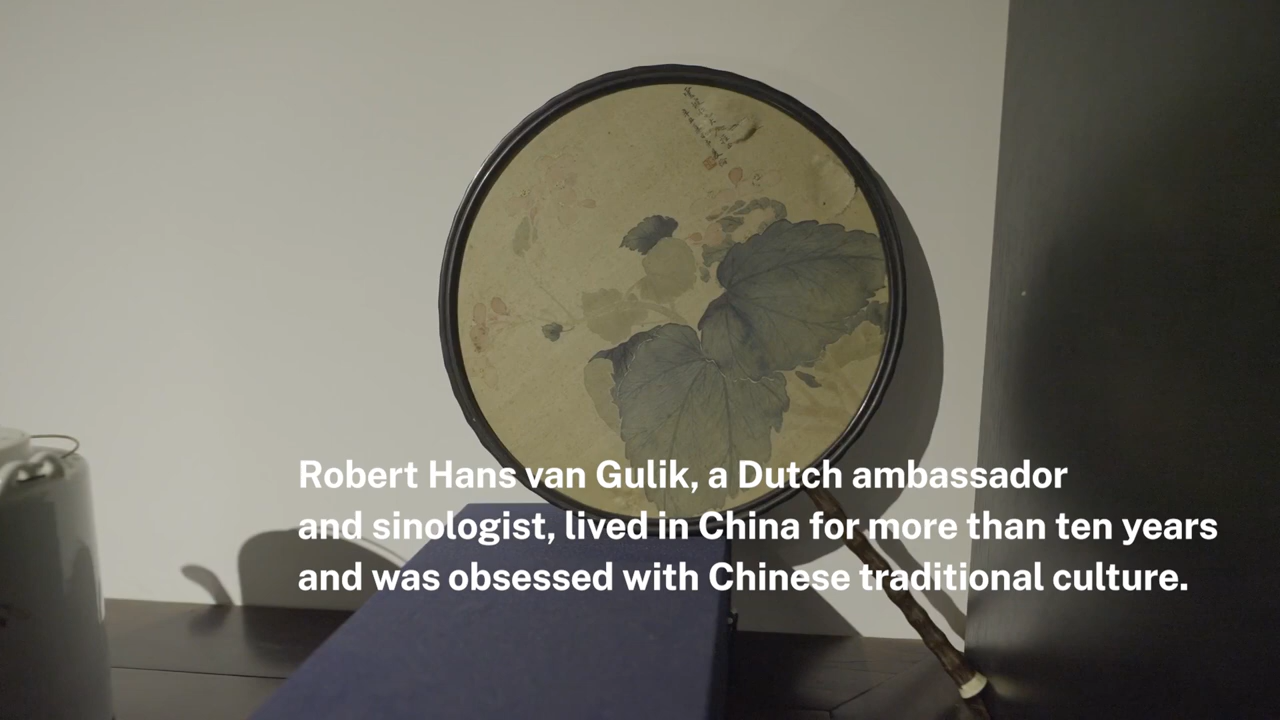 Robert Hans van Gulik, a Dutch ambassador
and sinologist, lived in China for more than ten years
and was obsessed with Chinese traditional culture.